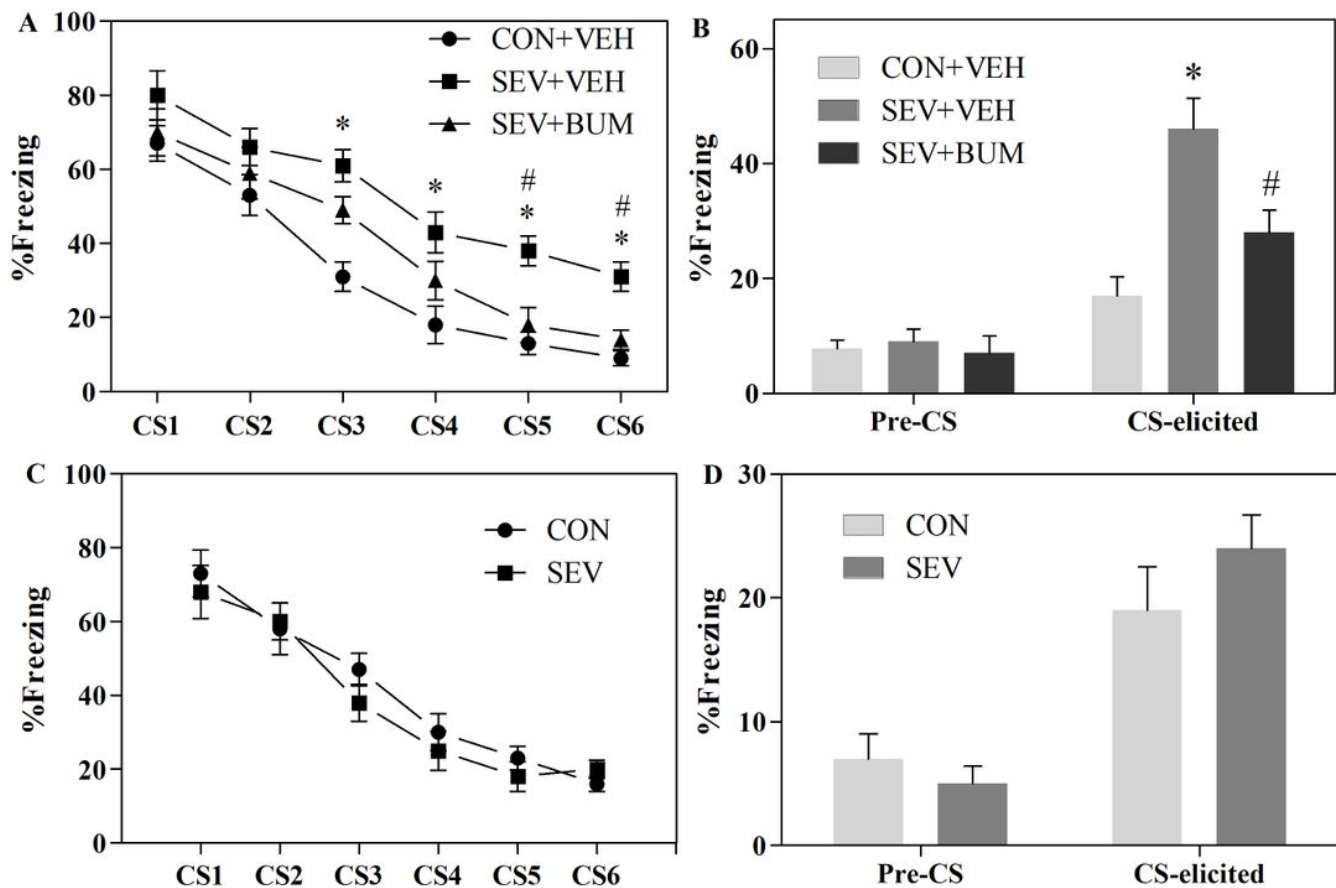 A
100
80
60
40
20
0
%Freezing
CON+VEH
SEV+VEH
SEV+BUM
*
*
#
*
#
*
CS1 CS2 CS3 CS4 CS5 CS6
B
60
40
20
0
%Freezing
CON+VEH
SEV+VEH
SEV+BUM
*
#
Pre-CS CS-elicited
C
100
80
60
40
20
0
%Freezing
CON
SEV
CS1 CS2 CS3 CS4 CS5 CS6
D
30
20
10
0
%Freezing
CON
SEV
Pre-CS CS-elicited